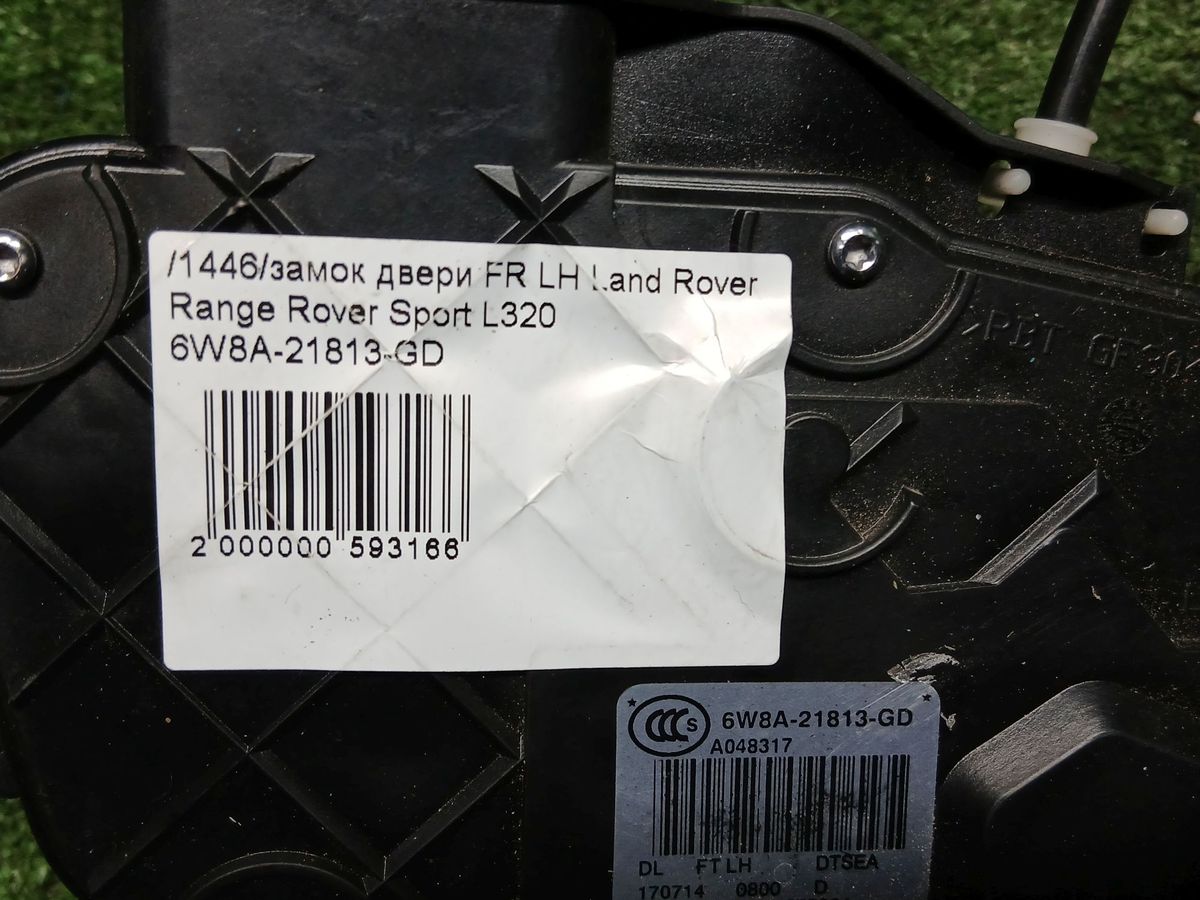 /1446/замок двери FR LH Land Rover
Range Rover Sport L320
6W8A-21813-GD
2 000000 593166
>PBT GF30<
CCC S
6W8A-21813-GD
A048317
DL FT LH DTSEA
170714 0800 D